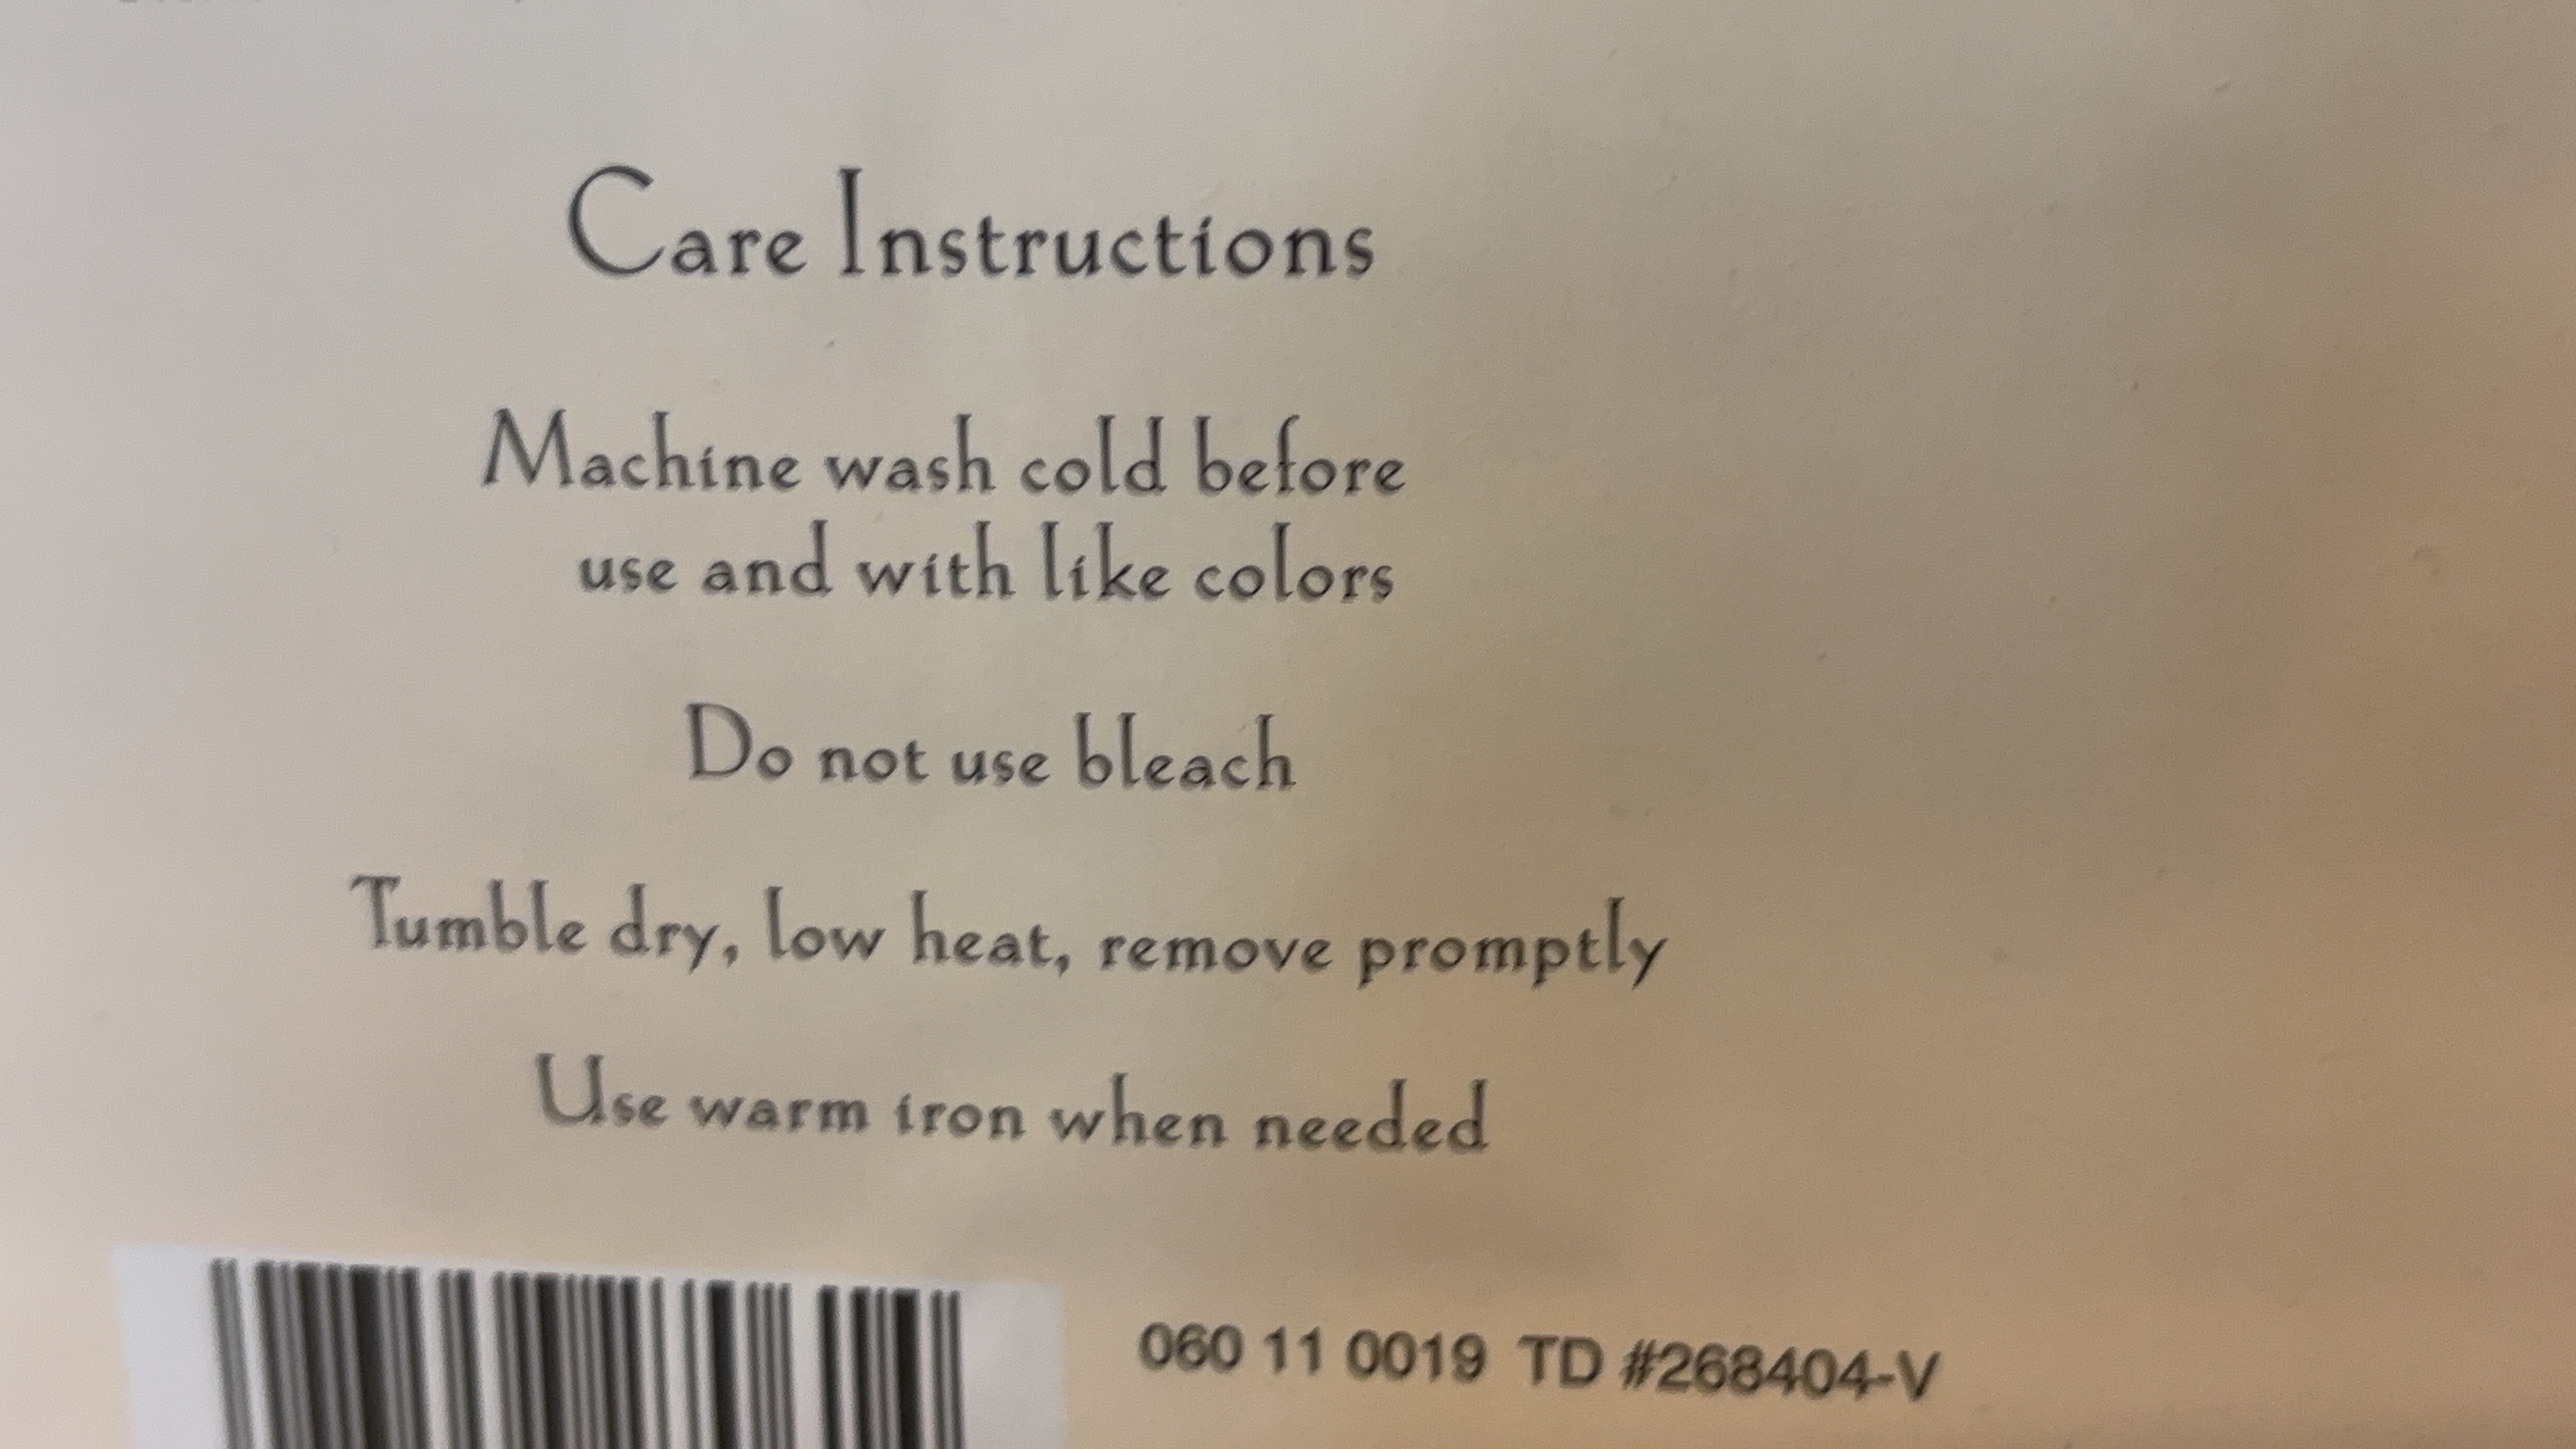 Care Instructions
Machine wash cold before
use and with like colors
Do not use bleach
Tumble dry, low heat, remove promptly
Use warm iron when needed
060 11 0019 TD #268404-V